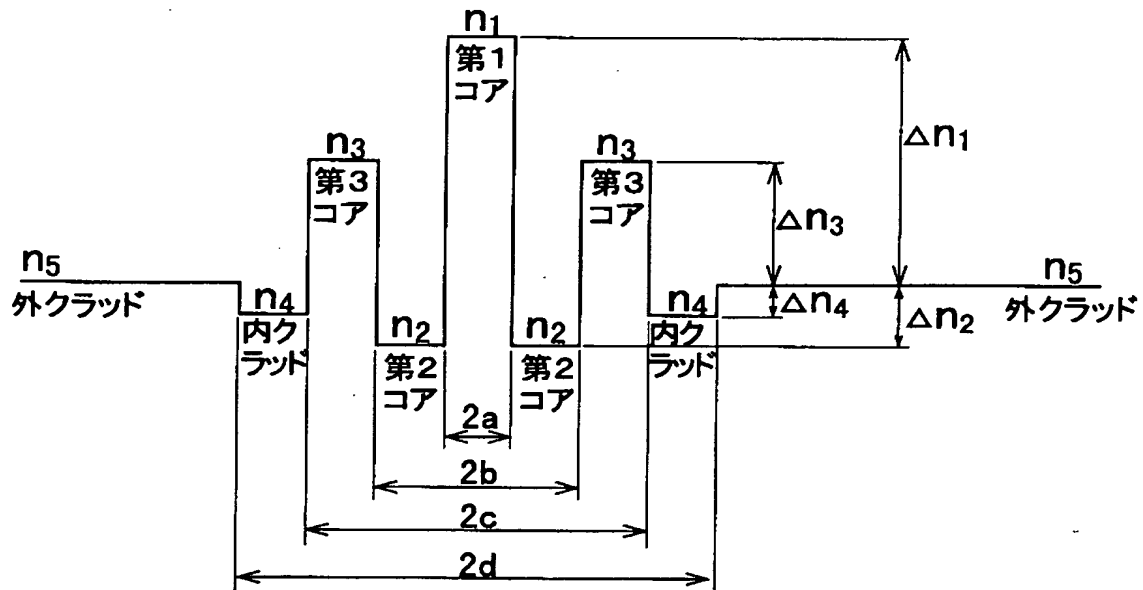 n1
第1
コア
n3
第3
コア
n3
第3
コア
△n1
△n3
n5
外クラッド
n4
内ク
ラッド
n2
第2
コア
n2
第2
コア
n4
内ク
ラッド
△n4
△n2
n5
外クラッド
2a
2b
2c
2d